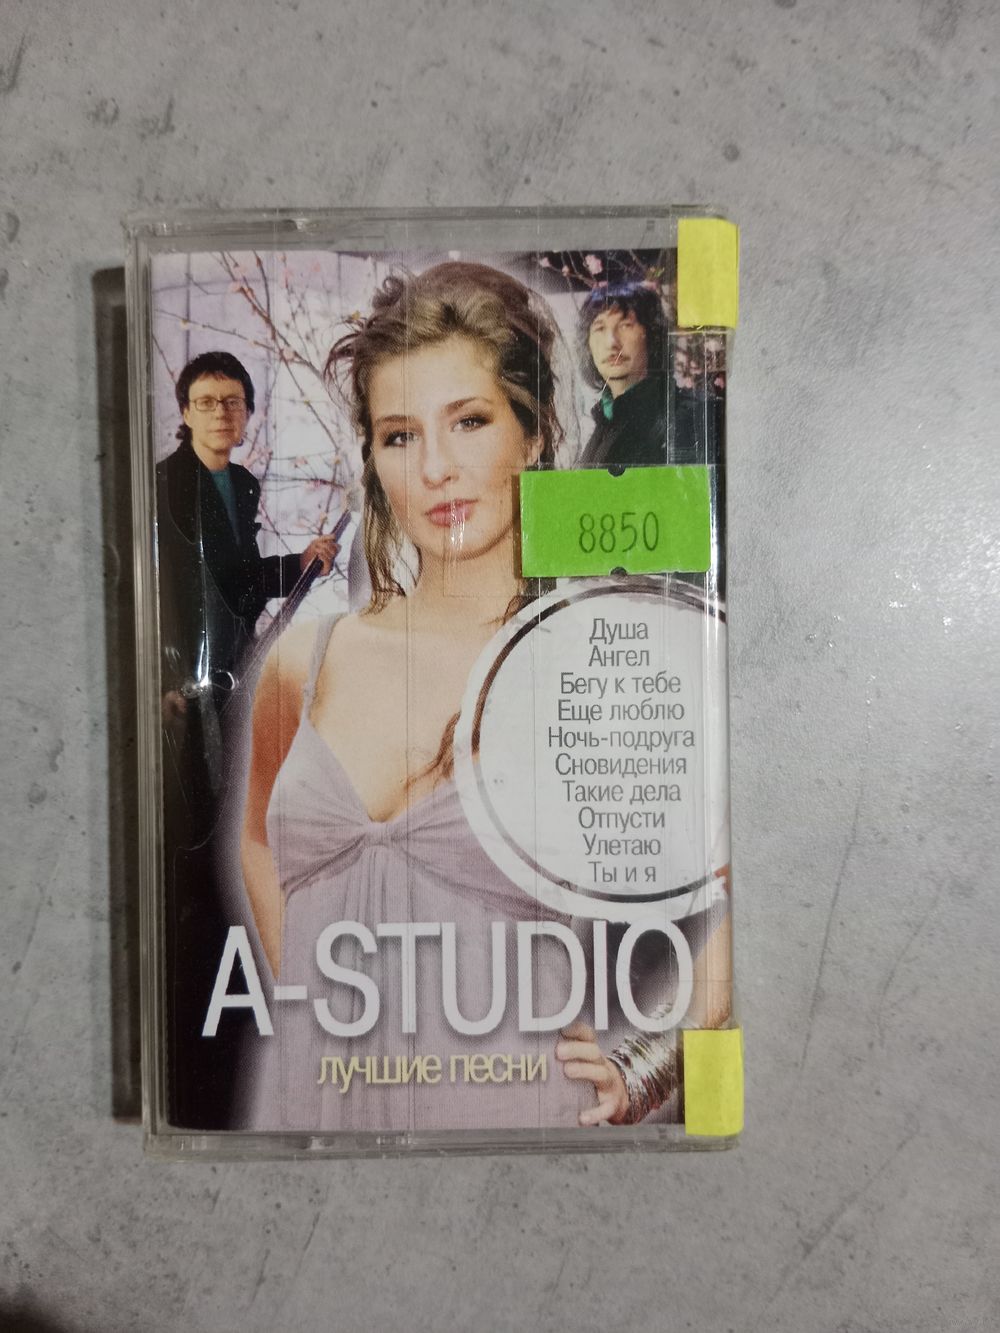 8850
Душа
Ангел
Бегу к тебе
Еще люблю
Ночь-подруга
Сновидения
Такие дела
Отпусти
Улетаю
Ты и я
A-STUDIO
лучшие песни